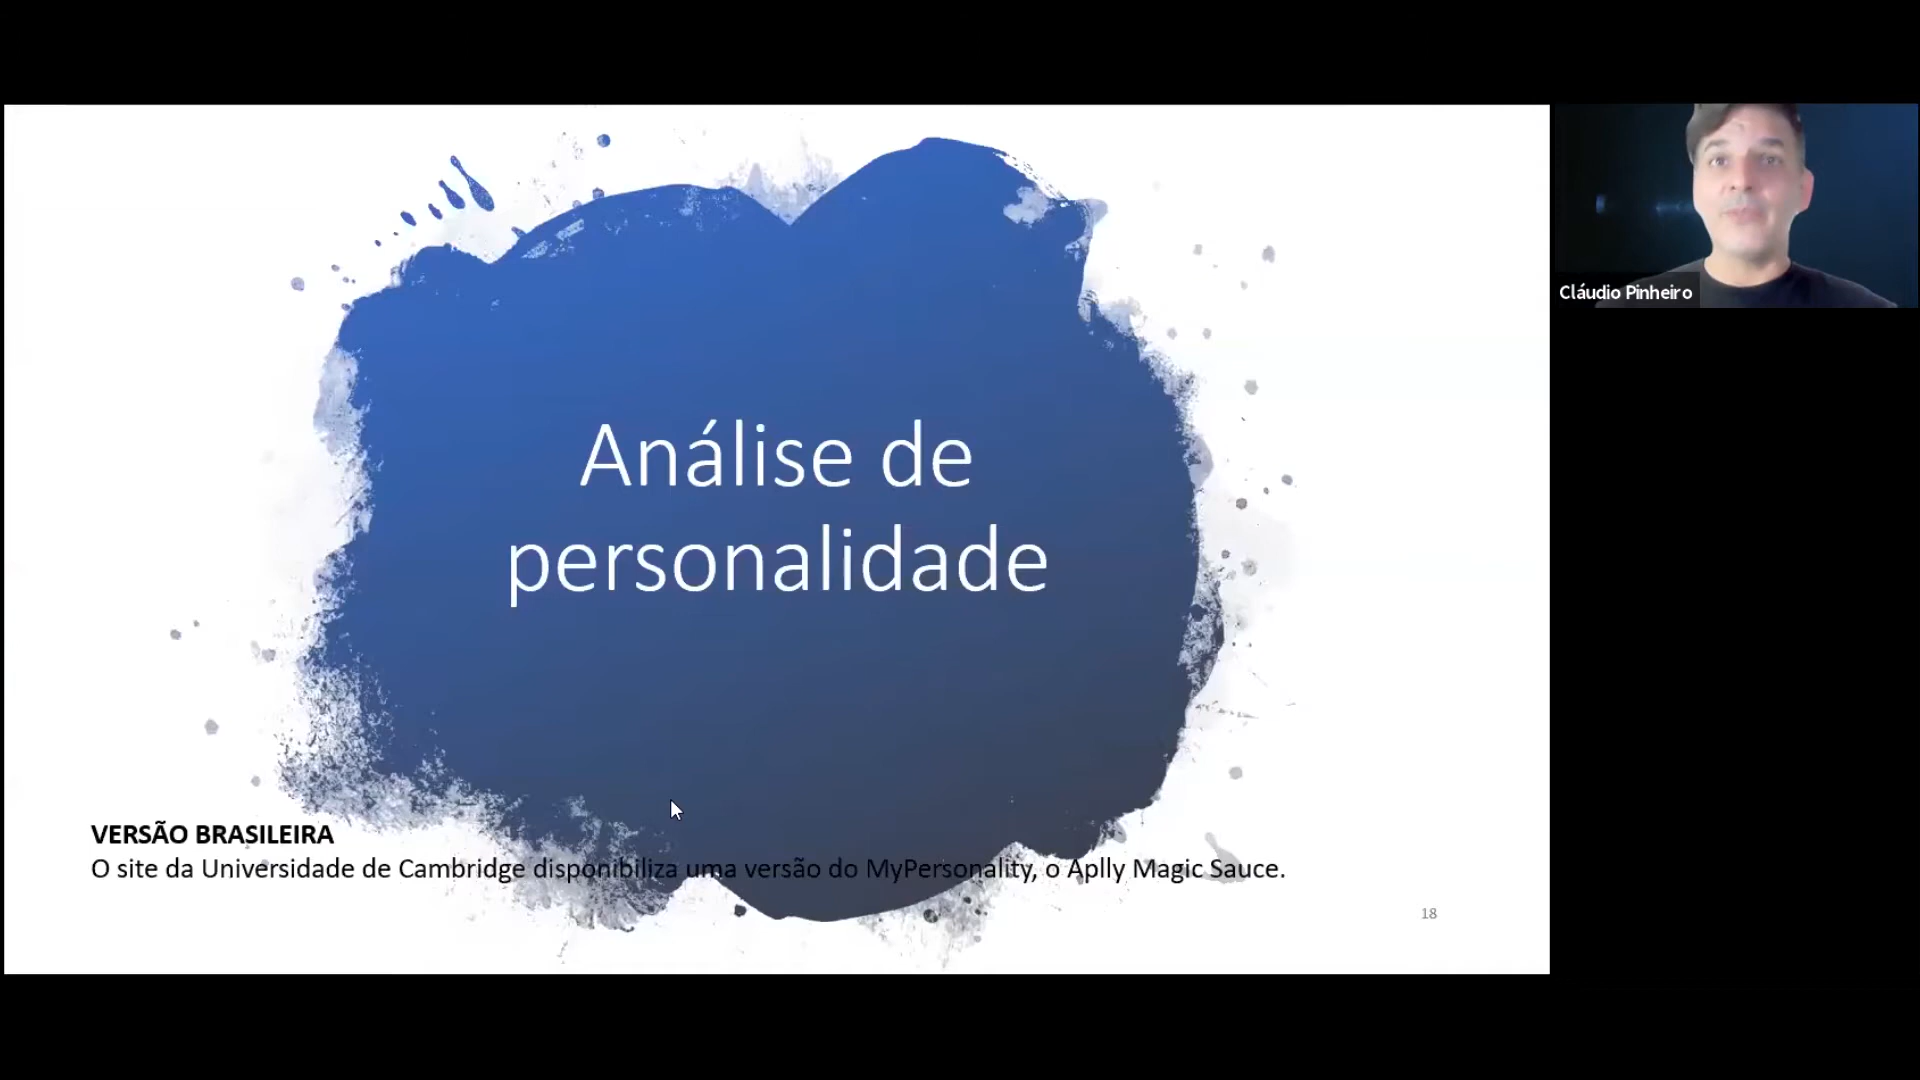 Análise de
personalidade
VERSÃO BRASILEIRA
O site da Universidade de Cambridge disponibiliza uma versão do MyPersonality, o Aplly Magic Sauce.
18
Cláudio Pinheiro